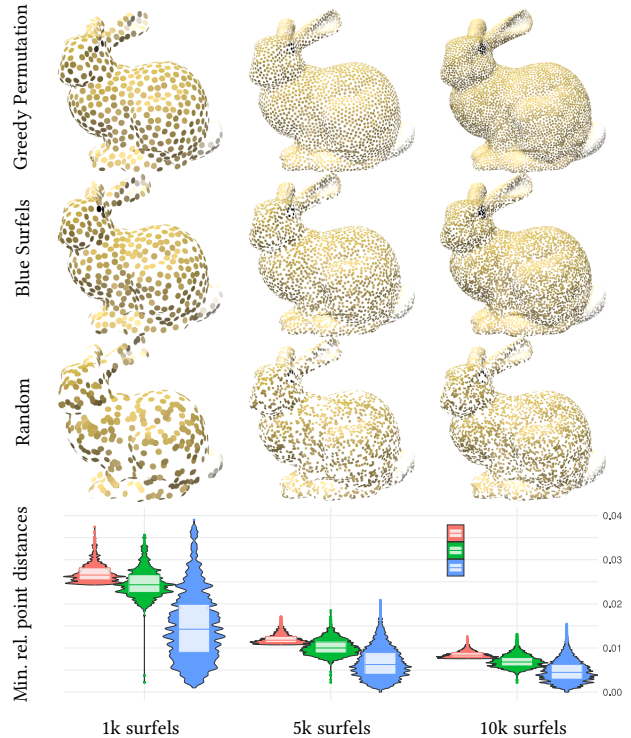 Greedy Permutation
Blue Surfels
Random
Min. rel. point distances
0.04
0.03
0.02
0.01
0.00
1k surfels
5k surfels
10k surfels